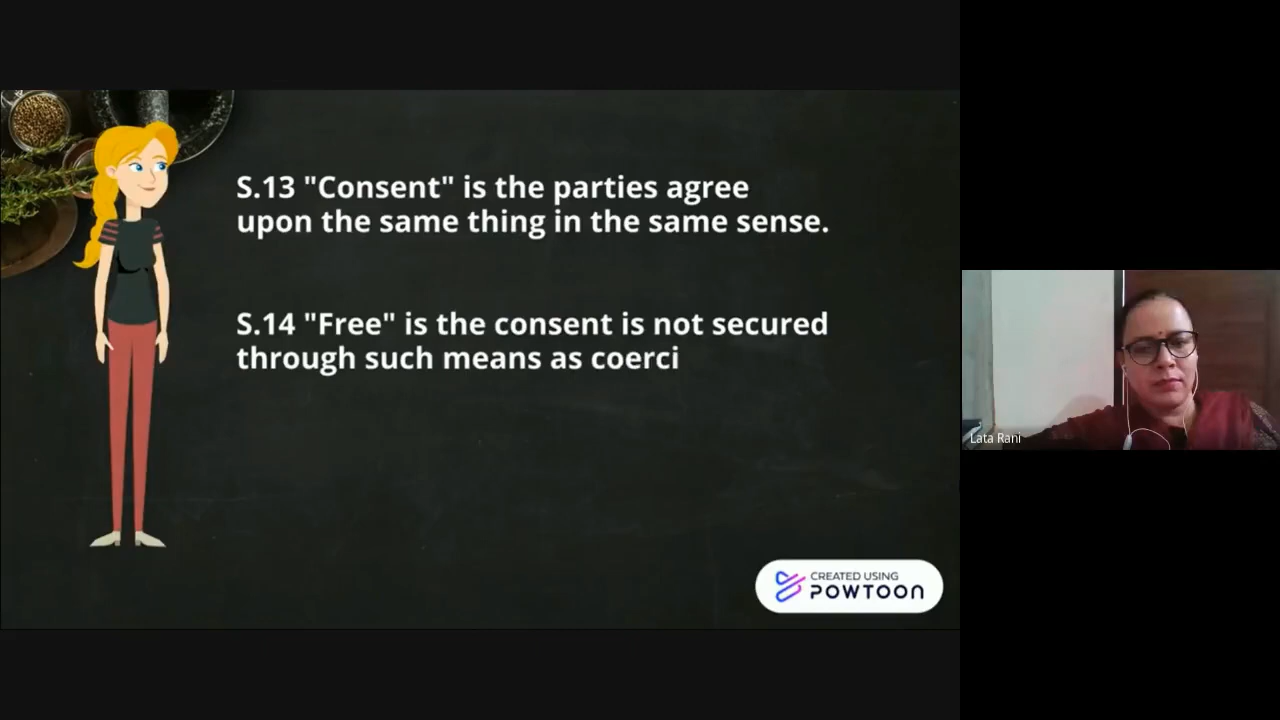 S.13 "Consent" is the parties agree
upon the same thing in the same sense.
S.14 "Free" is the consent is not secured
through such means as coerci
CREATED USING
POWTOON
Lata Rani